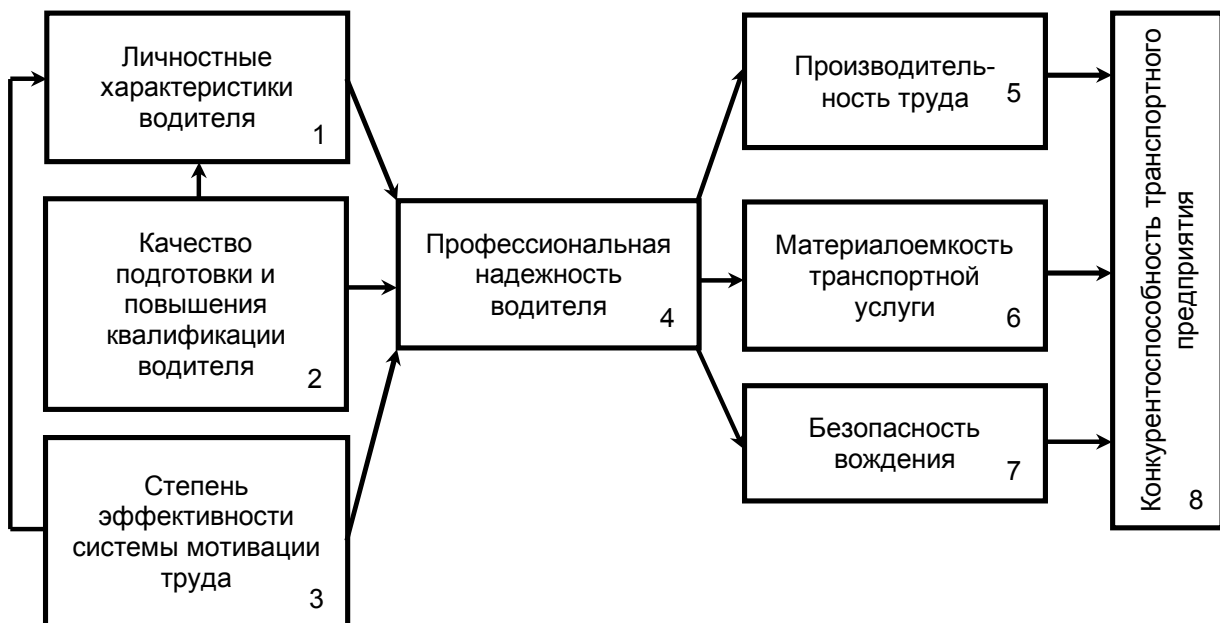 Личностные
характеристики
водителя
1
Качество
подготовки и
повышения
квалификации
водителя
2
Степень
эффективности
системы мотивации
труда
3
Профессиональная
надежность
водителя
4
Производитель-
ность труда
5
Материалоемкость
транспортной
услуги
6
Безопасность
вождения
7
Конкурентоспособность транспортного
предприятия
8